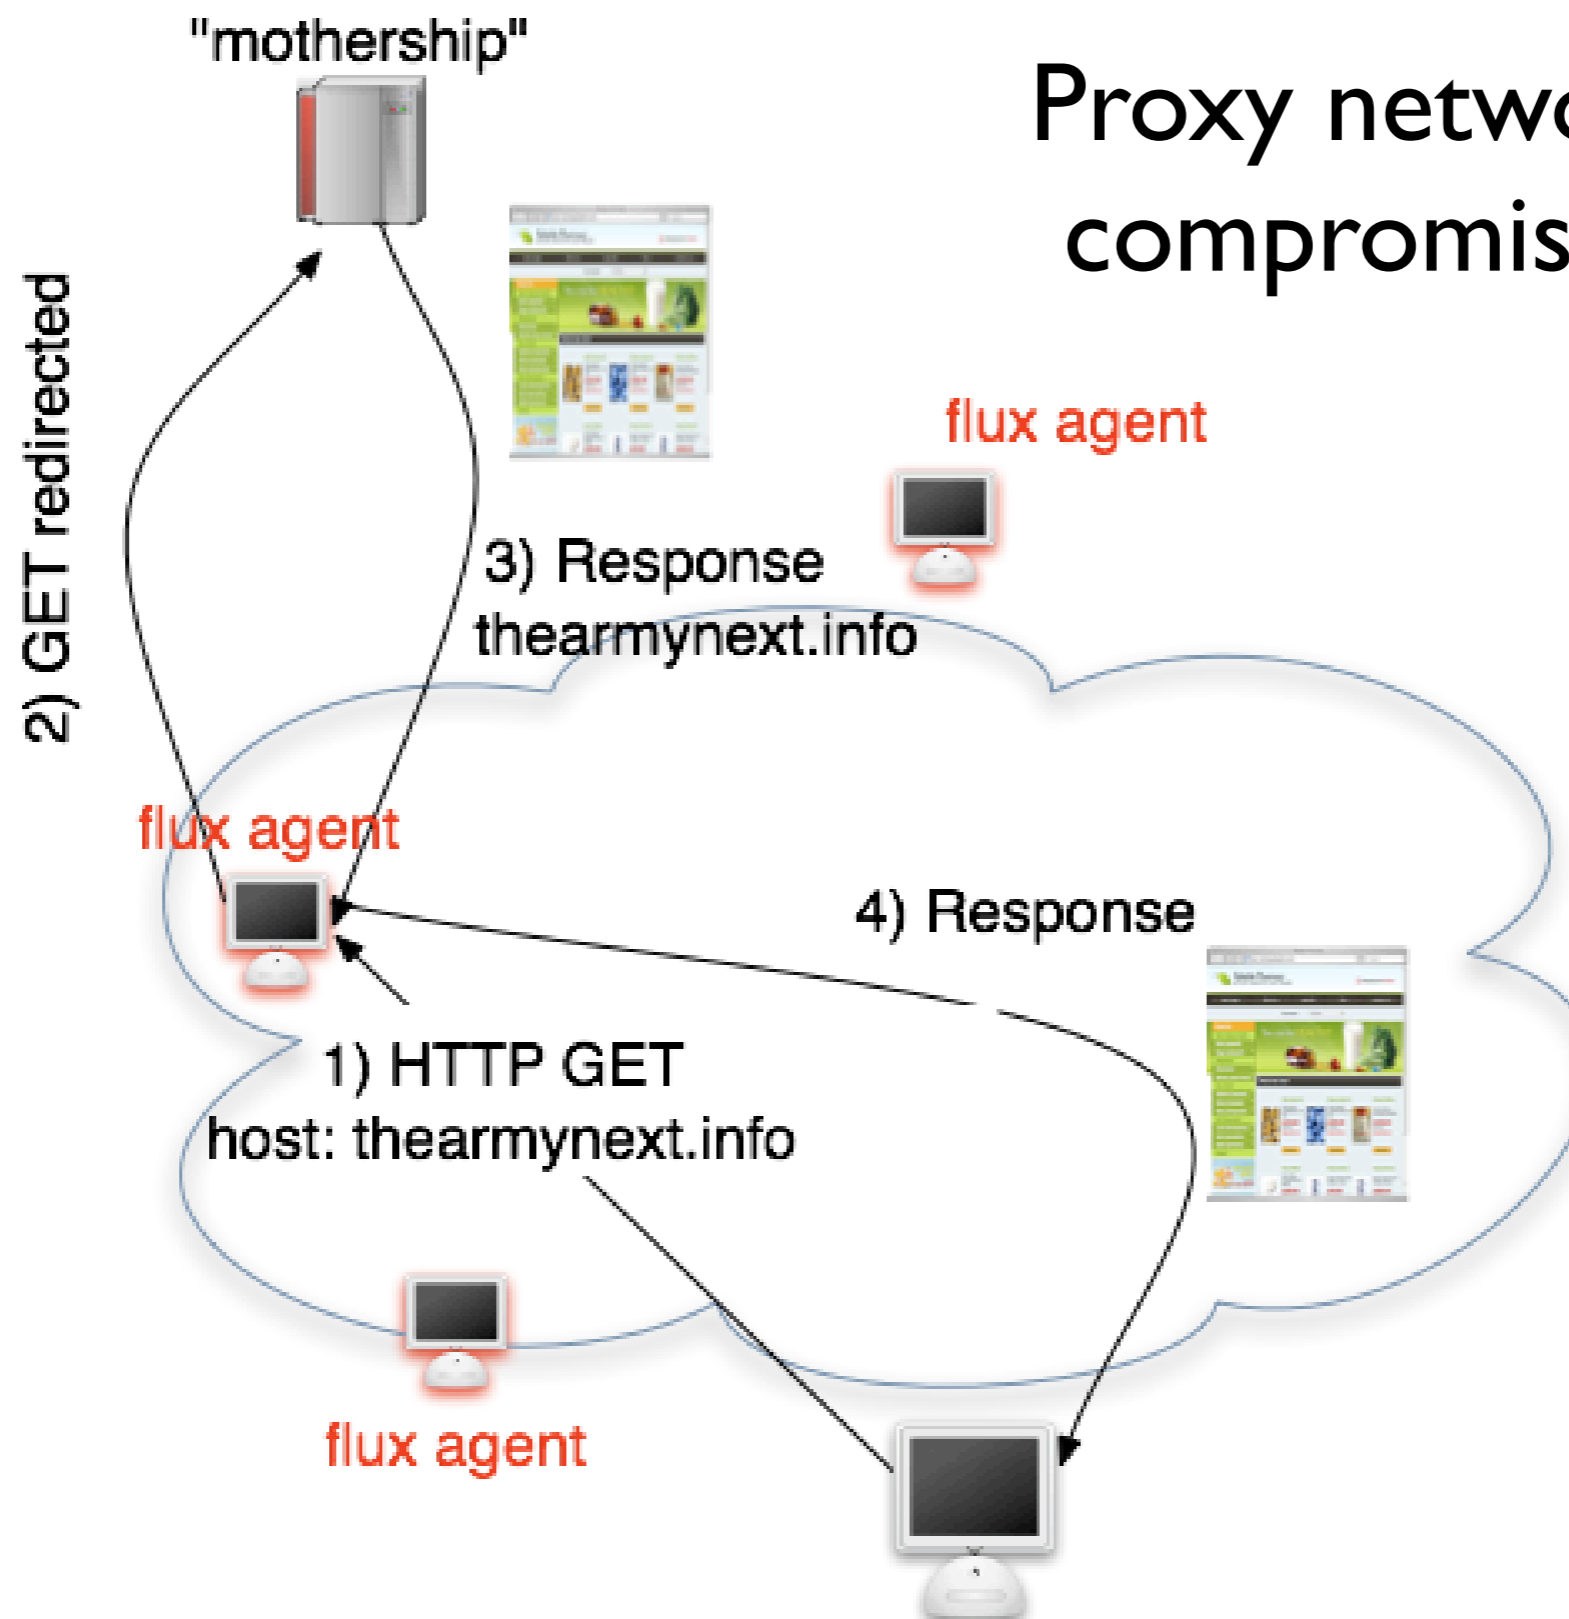 "mothership"
Proxy netwo
compromis
2) GET redirected
flux agent
3) Response
thearmynext.info
flux agent
4) Response
1) HTTP GET
host: thearmynext.info
flux agent